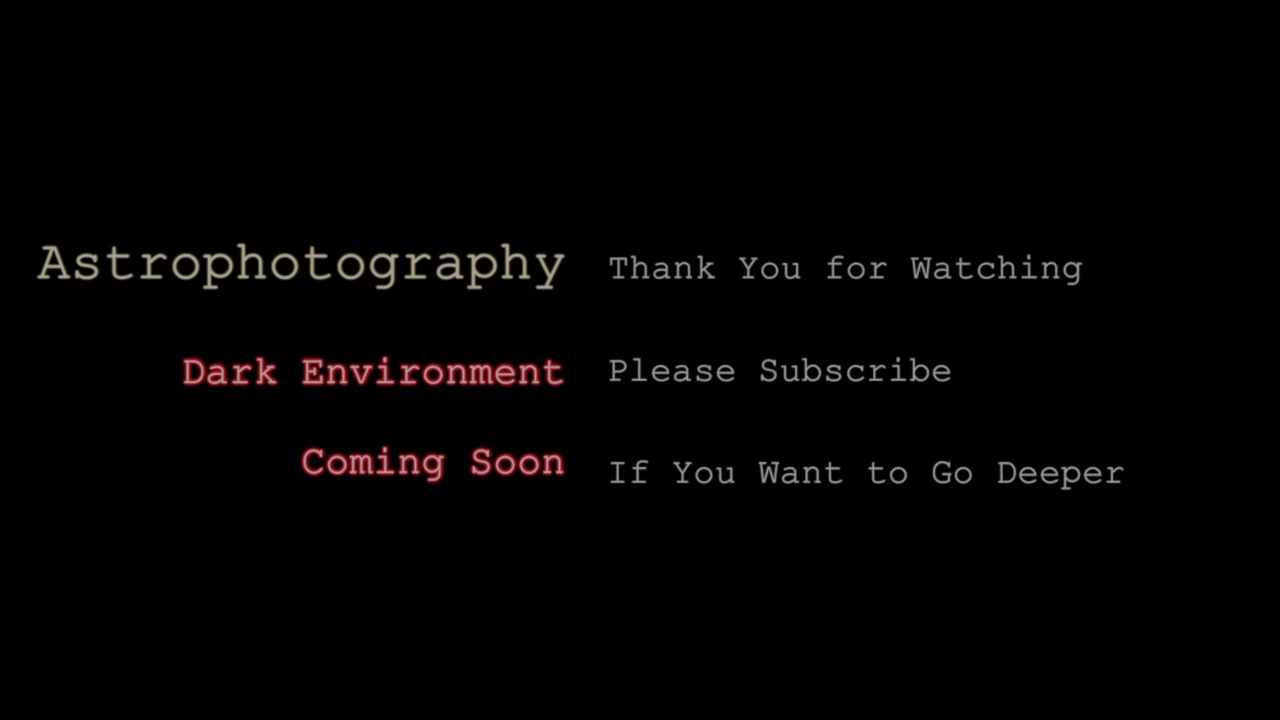 Astrophotography
Dark Environment
Coming Soon
Thank You for Watching
Please Subscribe
If You Want to Go Deeper